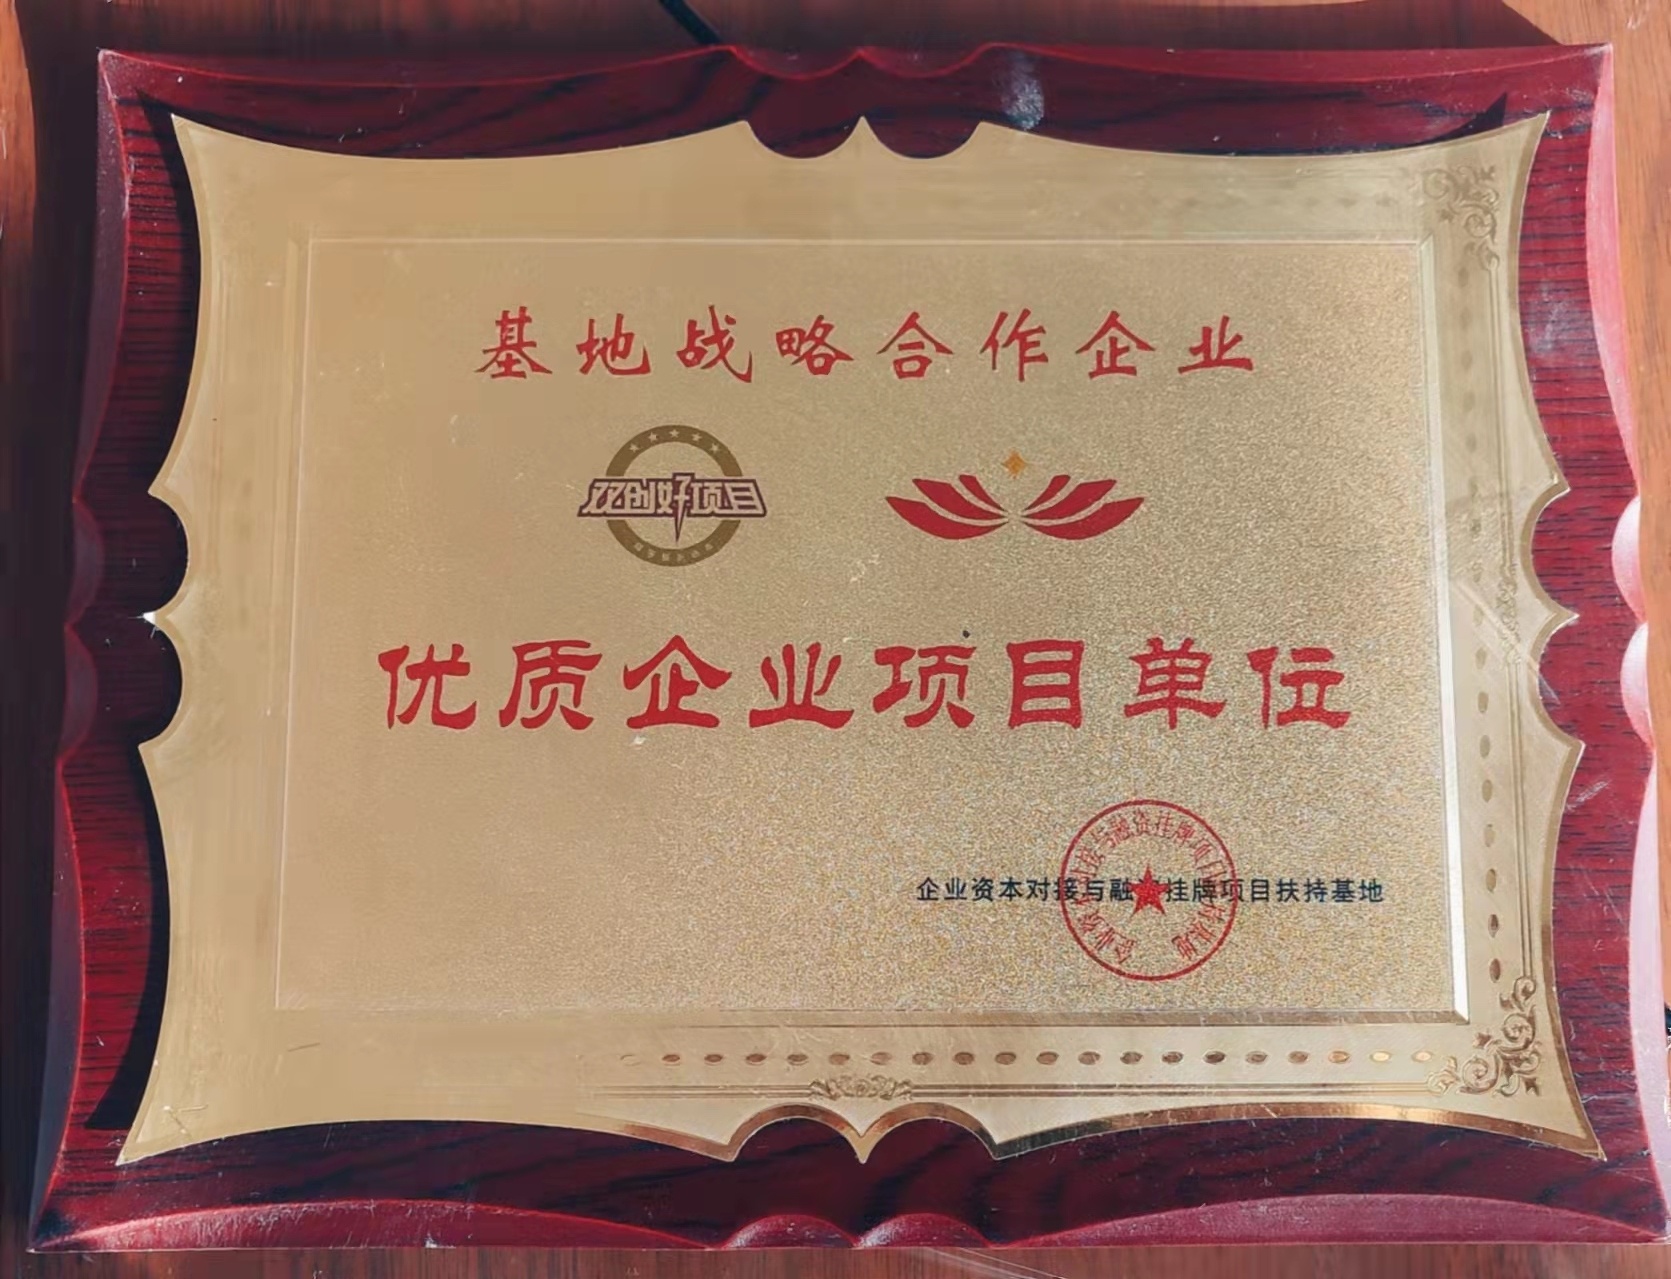 基地战略合作企业
双创好项目
优质企业项目单位
企业资本对接与融资挂牌项目扶持基地